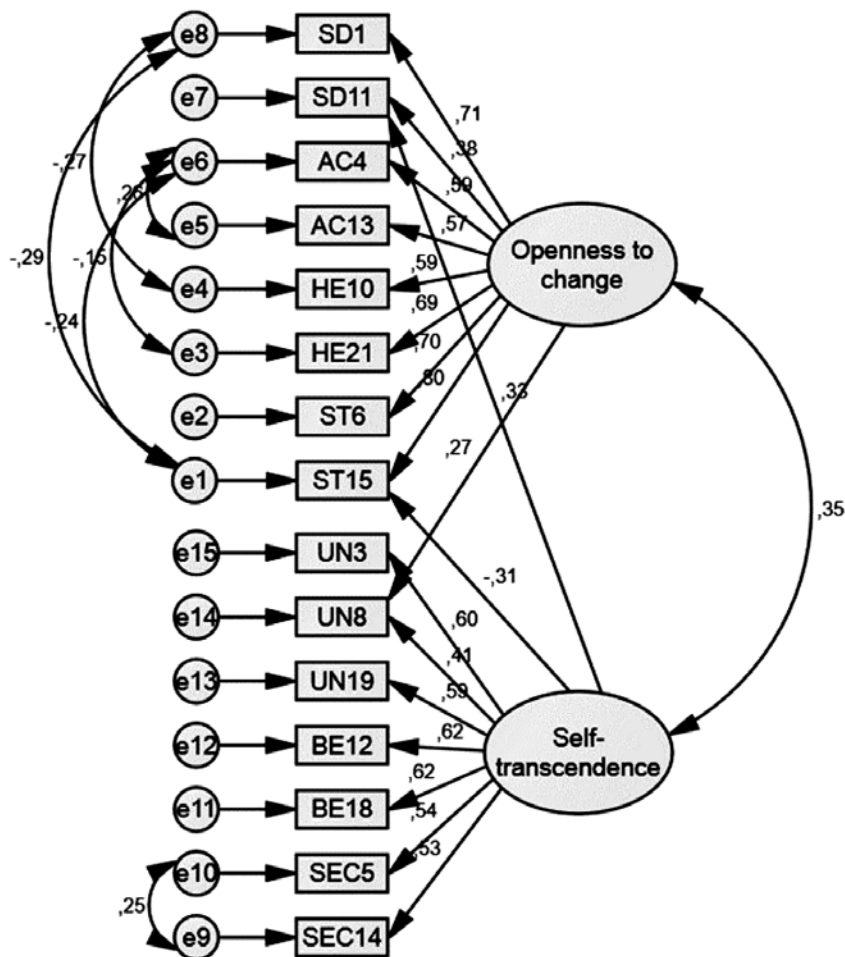 e8 SD1
,71
e7 SD11
,38
-,27
e6 AC4
,59
,26
e5 AC13
,57
Openness to
change
-,29
-,15
e4 HE10
,59
,69
-,24
e3 HE21
,70
,80
,33
e2 ST6
,27
e1 ST15
,35
e15 UN3
-,31
,60
e14 UN8
,41
e13 UN19
,59
e12 BE12
,62
Self-
transcendence
,62
e11 BE18
,54
,53
e10 SEC5
,25
e9 SEC14